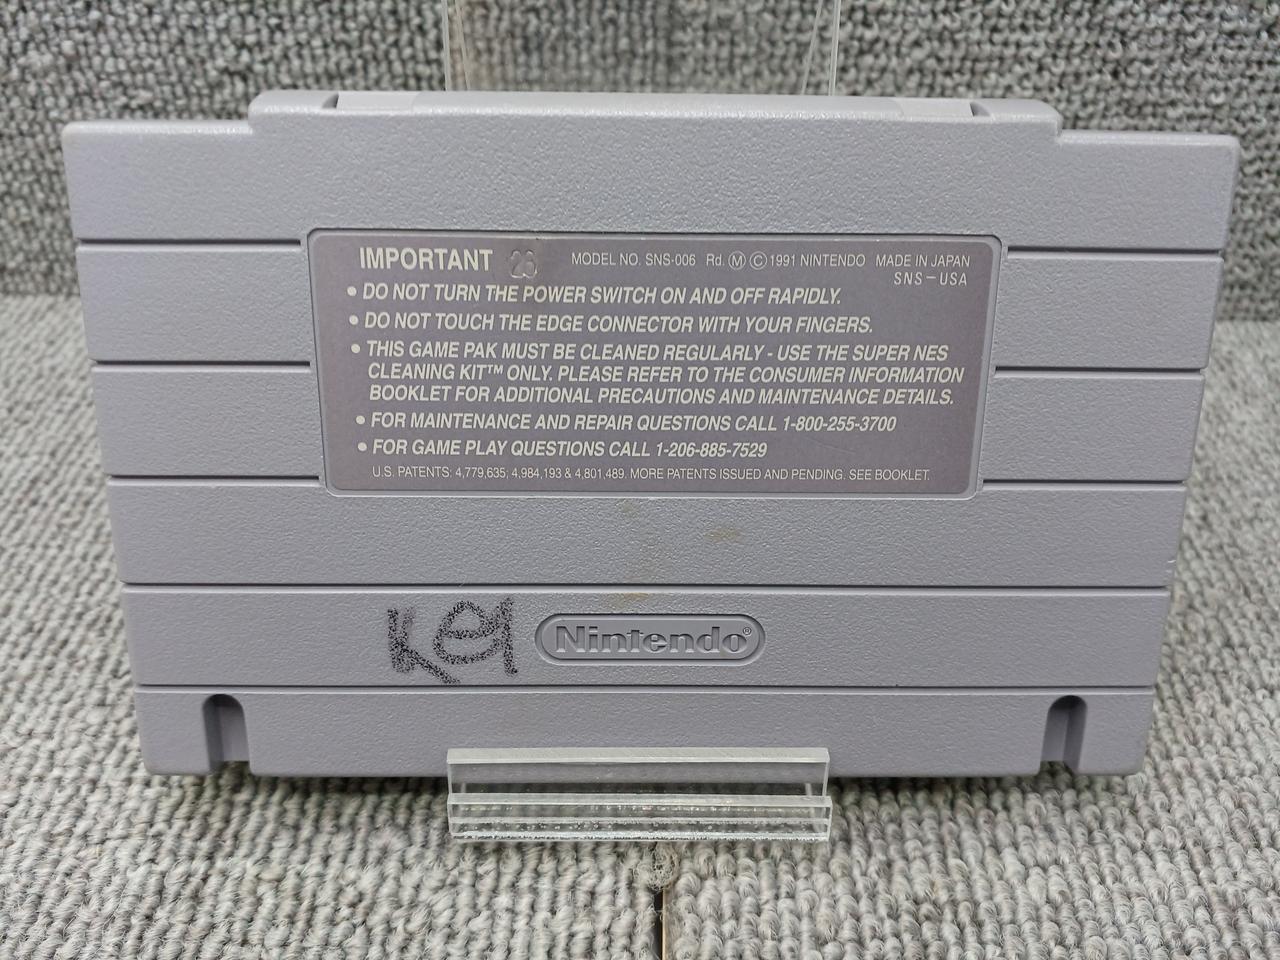 IMPORTANT 23 MODEL NO. SNS-006 Rd. Ⓜ Ⓒ 1991 NINTENDO MADE IN JAPAN
SNS-USA
• DO NOT TURN THE POWER SWITCH ON AND OFF RAPIDLY.
• DO NOT TOUCH THE EDGE CONNECTOR WITH YOUR FINGERS.
• THIS GAME PAK MUST BE CLEANED REGULARLY - USE THE SUPER NES
CLEANING KIT™ ONLY. PLEASE REFER TO THE CONSUMER INFORMATION
BOOKLET FOR ADDITIONAL PRECAUTIONS AND MAINTENANCE DETAILS.
• FOR MAINTENANCE AND REPAIR QUESTIONS CALL 1-800-255-3700
• FOR GAME PLAY QUESTIONS CALL 1-206-885-7529
U.S. PATENTS: 4,779,635; 4,984,193 & 4,801,489. MORE PATENTS ISSUED AND PENDING. SEE BOOKLET.
Nintendo®